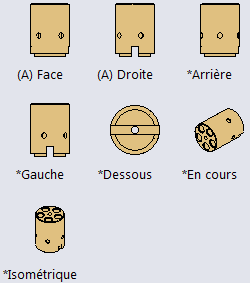 (A) Face
(A) Droite
*Arrière
*Gauche
*Dessous
*En cours
*Isométrique